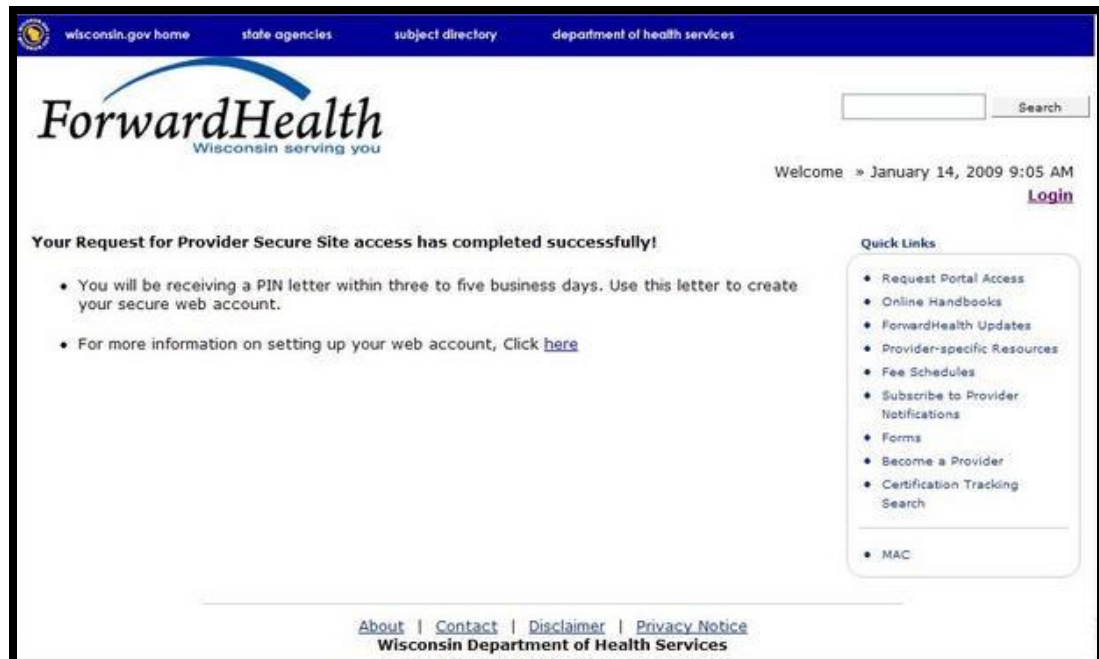 wisconsin.gov home state agencies subject directory department of health services
ForwardHealth
Wisconsin serving you
Search
Welcome » January 14, 2009 9:05 AM
Login
Your Request for Provider Secure Site access has completed successfully!
• You will be receiving a PIN letter within three to five business days. Use this letter to create
your secure web account.
• For more information on setting up your web account, Click here
Quick Links
• Request Portal Access
• Online Handbooks
• ForwardHealth Updates
• Provider-specific Resources
• Fee Schedules
• Subscribe to Provider
Notifications
• Forms
• Become a Provider
• Certification Tracking
Search
• MAC
About | Contact | Disclaimer | Privacy Notice
Wisconsin Department of Health Services